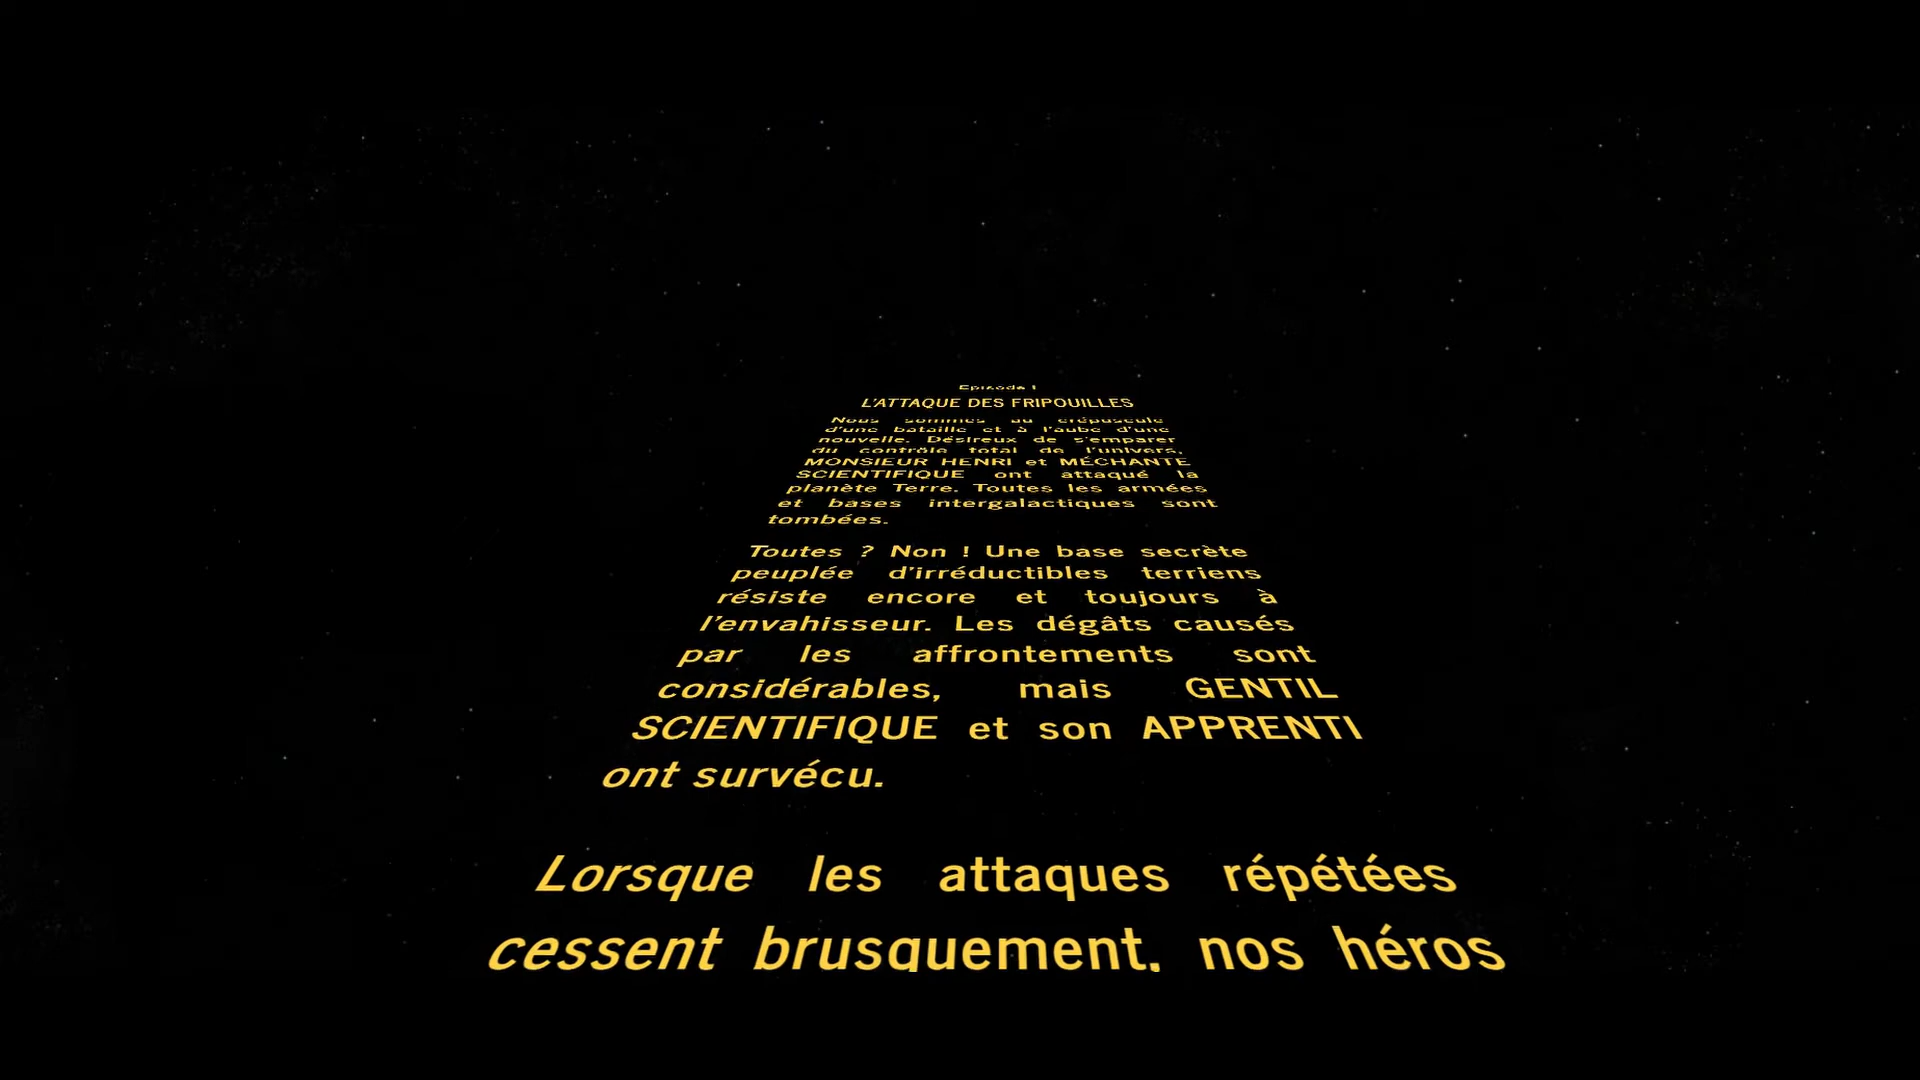 Episode I
L'ATTAQUE DES FRIPOUILLES
Nous sommes au crépuscule
d'une bataille et à l'aube d'une
nouvelle. Désireux de s'emparer
du contrôle total de l'univers,
MONSIEUR HENRI et MÉCHANTE
SCIENTIFIQUE ont attaqué la
planète Terre. Toutes les armées
et bases intergalactiques sont
tombées.
Toutes ? Non ! Une base secrète
peuplée d'irréductibles terriens
résiste encore et toujours à
l'envahisseur. Les dégâts causés
par les affrontements sont
considérables, mais GENTIL
SCIENTIFIQUE et son APPRENTI
ont survécu.
Lorsque les attaques répétées
cessent brusquement, nos héros